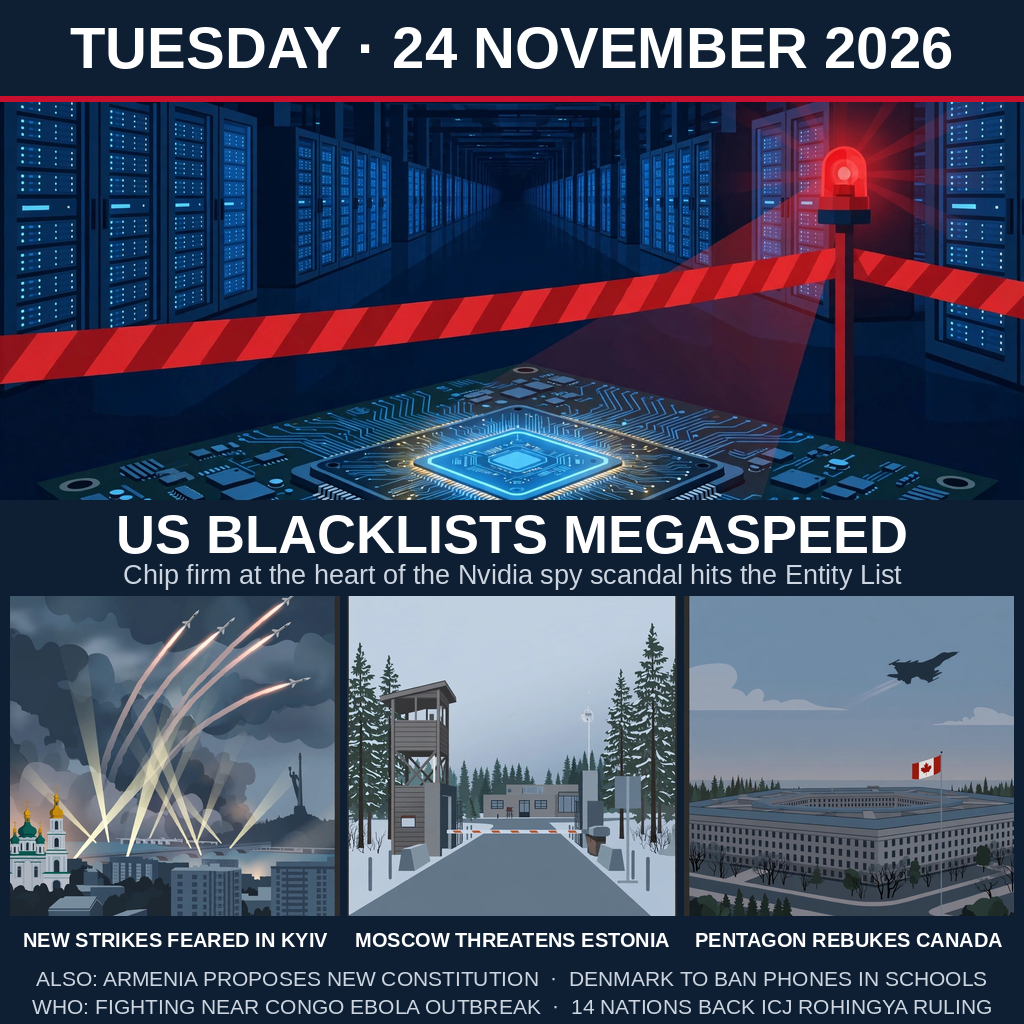 TUESDAY · 24 NOVEMBER 2026
US BLACKLISTS MEGASPEED
Chip firm at the heart of the Nvidia spy scandal hits the Entity List
NEW STRIKES FEARED IN KYIV
MOSCOW THREATENS ESTONIA
PENTAGON REBUKES CANADA
ALSO: ARMENIA PROPOSES NEW CONSTITUTION · DENMARK TO BAN PHONES IN SCHOOLS
WHO: FIGHTING NEAR CONGO EBOLA OUTBREAK · 14 NATIONS BACK ICJ ROHINGYA RULING